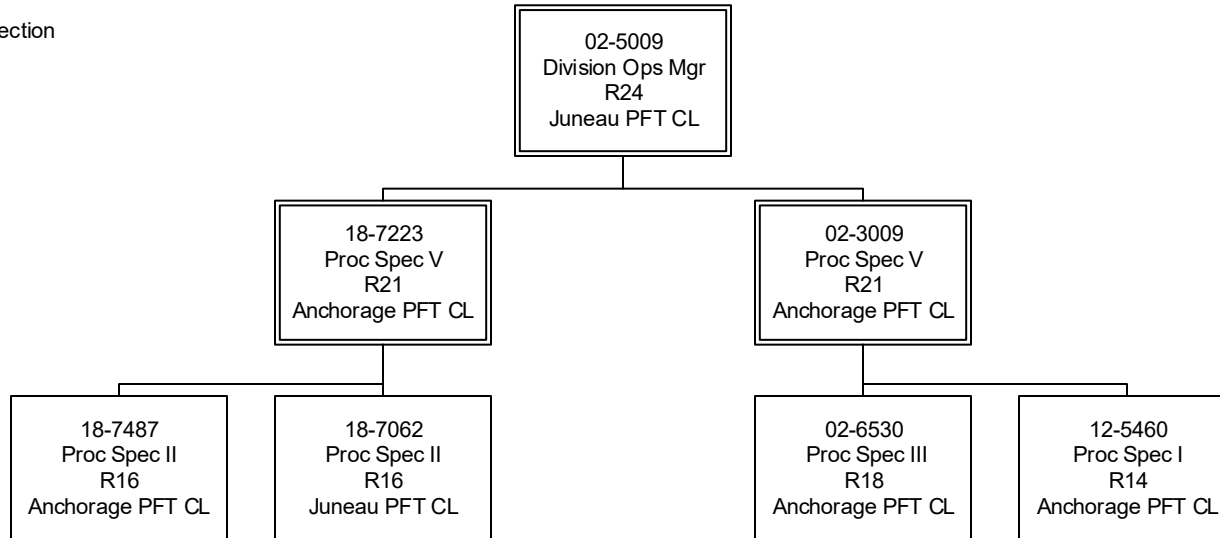 ection
02-5009
Division Ops Mgr
R24
Juneau PFT CL
18-7223
Proc Spec V
R21
Anchorage PFT CL
02-3009
Proc Spec V
R21
Anchorage PFT CL
18-7487
Proc Spec II
R16
Anchorage PFT CL
18-7062
Proc Spec II
R16
Juneau PFT CL
02-6530
Proc Spec III
R18
Anchorage PFT CL
12-5460
Proc Spec I
R14
Anchorage PFT CL